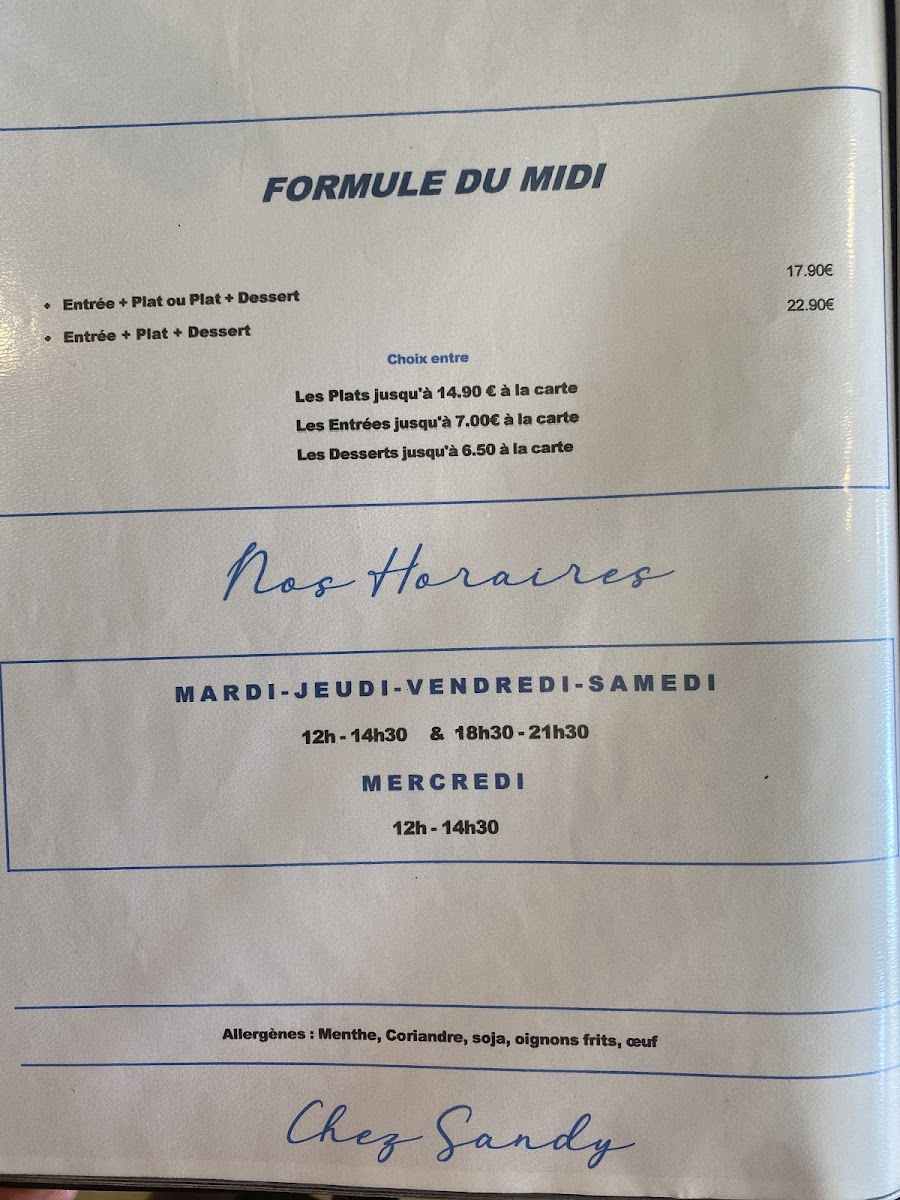 FORMULE DU MIDI
• Entrée + Plat ou Plat + Dessert 17.90€
• Entrée + Plat + Dessert 22.90€
Choix entre
Les Plats jusqu'à 14.90 € à la carte
Les Entrées jusqu'à 7.00€ à la carte
Les Desserts jusqu'à 6.50 à la carte
Nos Horaires
MARDI-JEUDI-VENDREDI-SAMEDI
12h - 14h30 & 18h30 - 21h30
MERCREDI
12h - 14h30
Allergènes : Menthe, Coriandre, soja, oignons frits, œuf
Chez Sandy